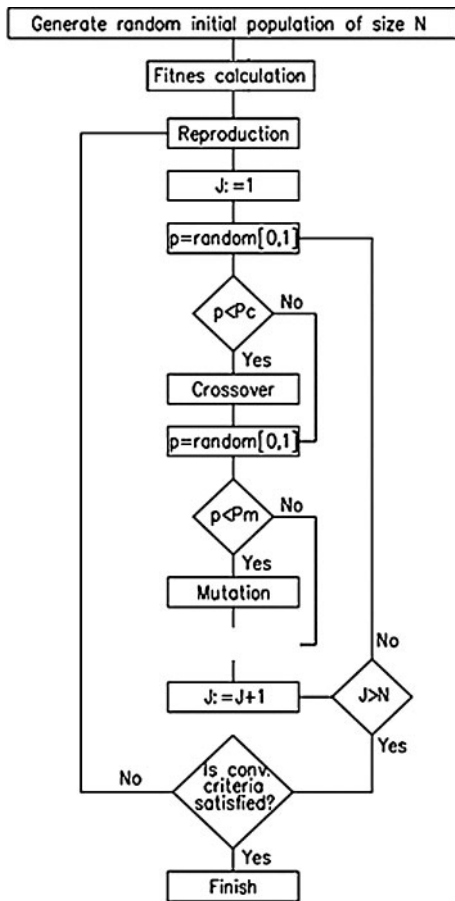 Generate random initial population of size N
Fitnes calculation
Reproduction
J:=1
p=random[0,1]
p<Pc
No
Yes
Crossover
p=random[0,1]
p<Pm
No
Yes
Mutation
No
J:=J+1
J>N
Yes
Is conv.
criteria
satisfied?
No
Yes
Finish